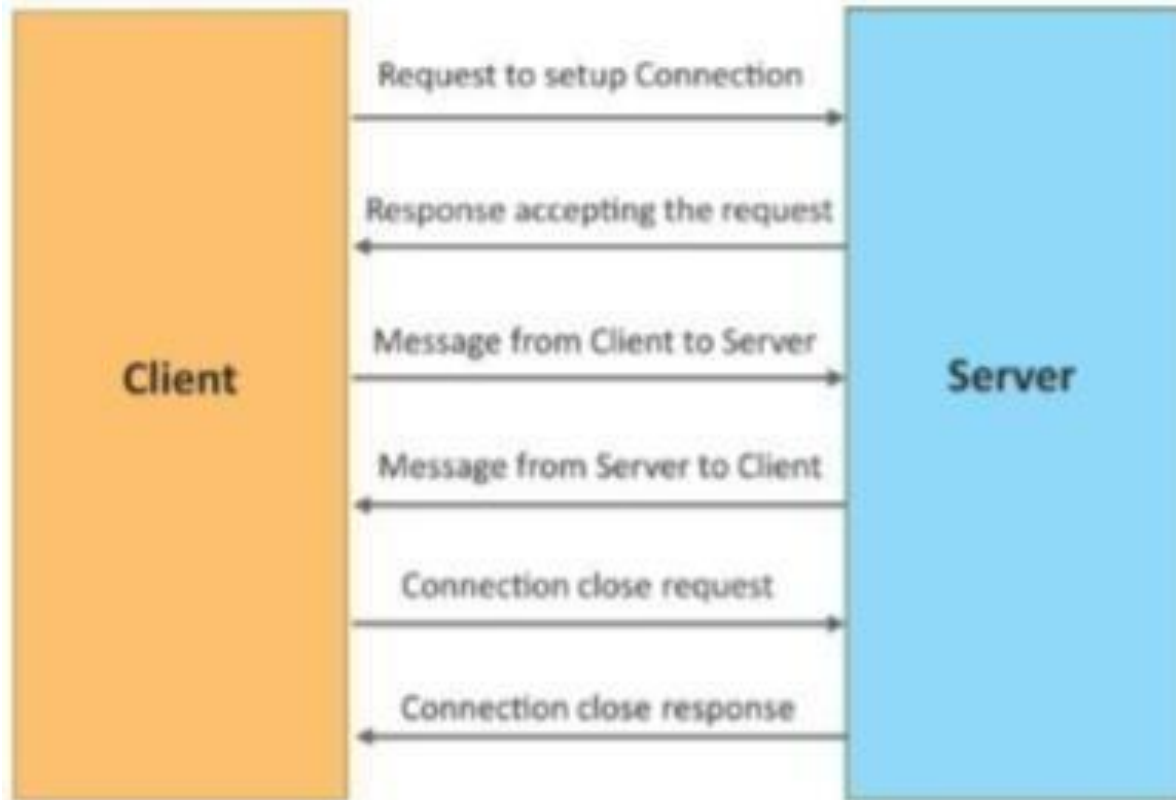 Request to setup Connection
Response accepting the request
Message from Client to Server
Client
Server
Message from Server to Client
Connection close request
Connection close response